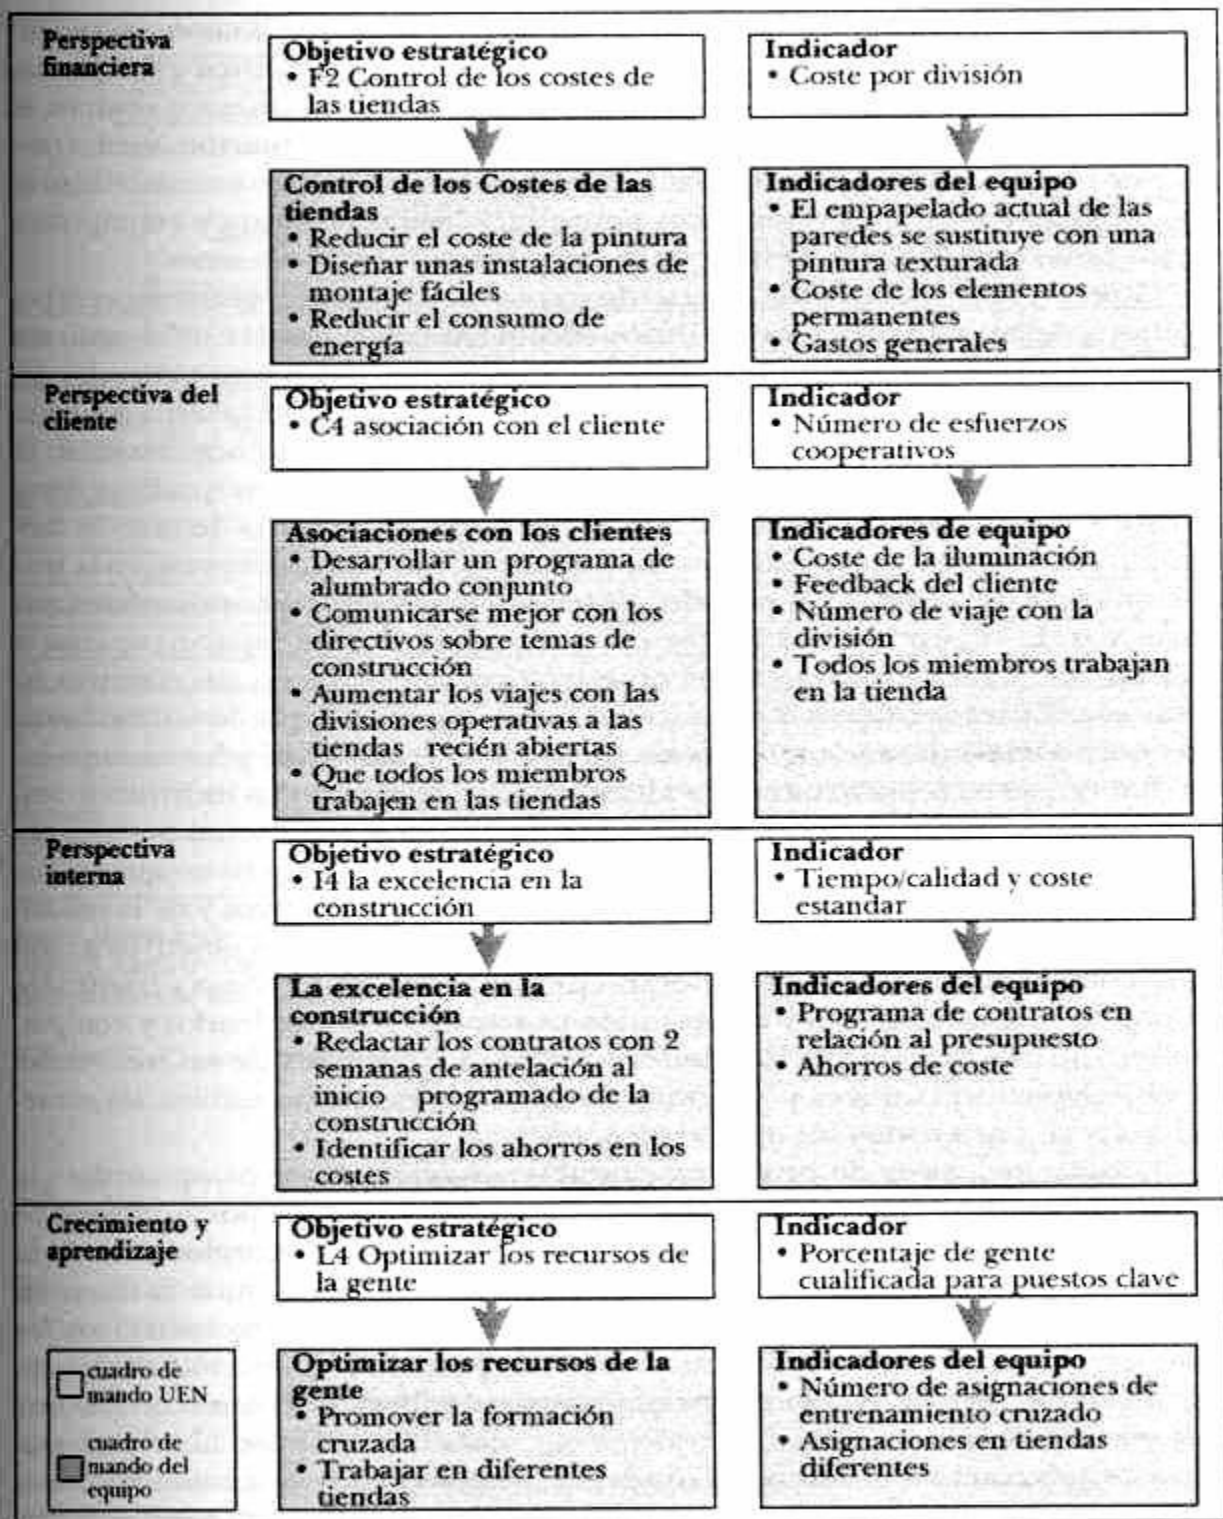 Perspectiva
financiera
Objetivo estratégico
• F2 Control de los costes de
las tiendas
Indicador
• Coste por división
Control de los Costes de las
tiendas
• Reducir el coste de la pintura
• Diseñar unas instalaciones de
montaje fáciles
• Reducir el consumo de
energía
Indicadores del equipo
• El empapelado actual de las
paredes se sustituye con una
pintura texturada
• Coste de los elementos
permanentes
• Gastos generales
Perspectiva del
cliente
Objetivo estratégico
• C4 asociación con el cliente
Indicador
• Número de esfuerzos
cooperativos
Asociaciones con los clientes
• Desarrollar un programa de
alumbrado conjunto
• Comunicarse mejor con los
directivos sobre temas de
construcción
• Aumentar los viajes con las
divisiones operativas a las
tiendas recién abiertas
• Que todos los miembros
trabajen en las tiendas
Indicadores de equipo
• Coste de la iluminación
• Feedback del cliente
• Número de viaje con la
división
• Todos los miembros trabajan
en la tienda
Perspectiva
interna
Objetivo estratégico
• I4 la excelencia en la
construcción
Indicador
• Tiempo/calidad y coste
estandar
La excelencia en la
construcción
• Redactar los contratos con 2
semanas de antelación al
inicio programado de la
construcción
• Identificar los ahorros en los
costes
Indicadores del equipo
• Programa de contratos en
relación al presupuesto
• Ahorros de coste
Crecimiento y
aprendizaje
Objetivo estratégico
• L4 Optimizar los recursos de
la gente
Indicador
• Porcentaje de gente
cualificada para puestos clave
cuadro de
mando UEN
cuadro de
mando del
equipo
Optimizar los recursos de la
gente
• Promover la formación
cruzada
• Trabajar en diferentes
tiendas
Indicadores del equipo
• Número de asignaciones de
entrenamiento cruzado
• Asignaciones en tiendas
diferentes